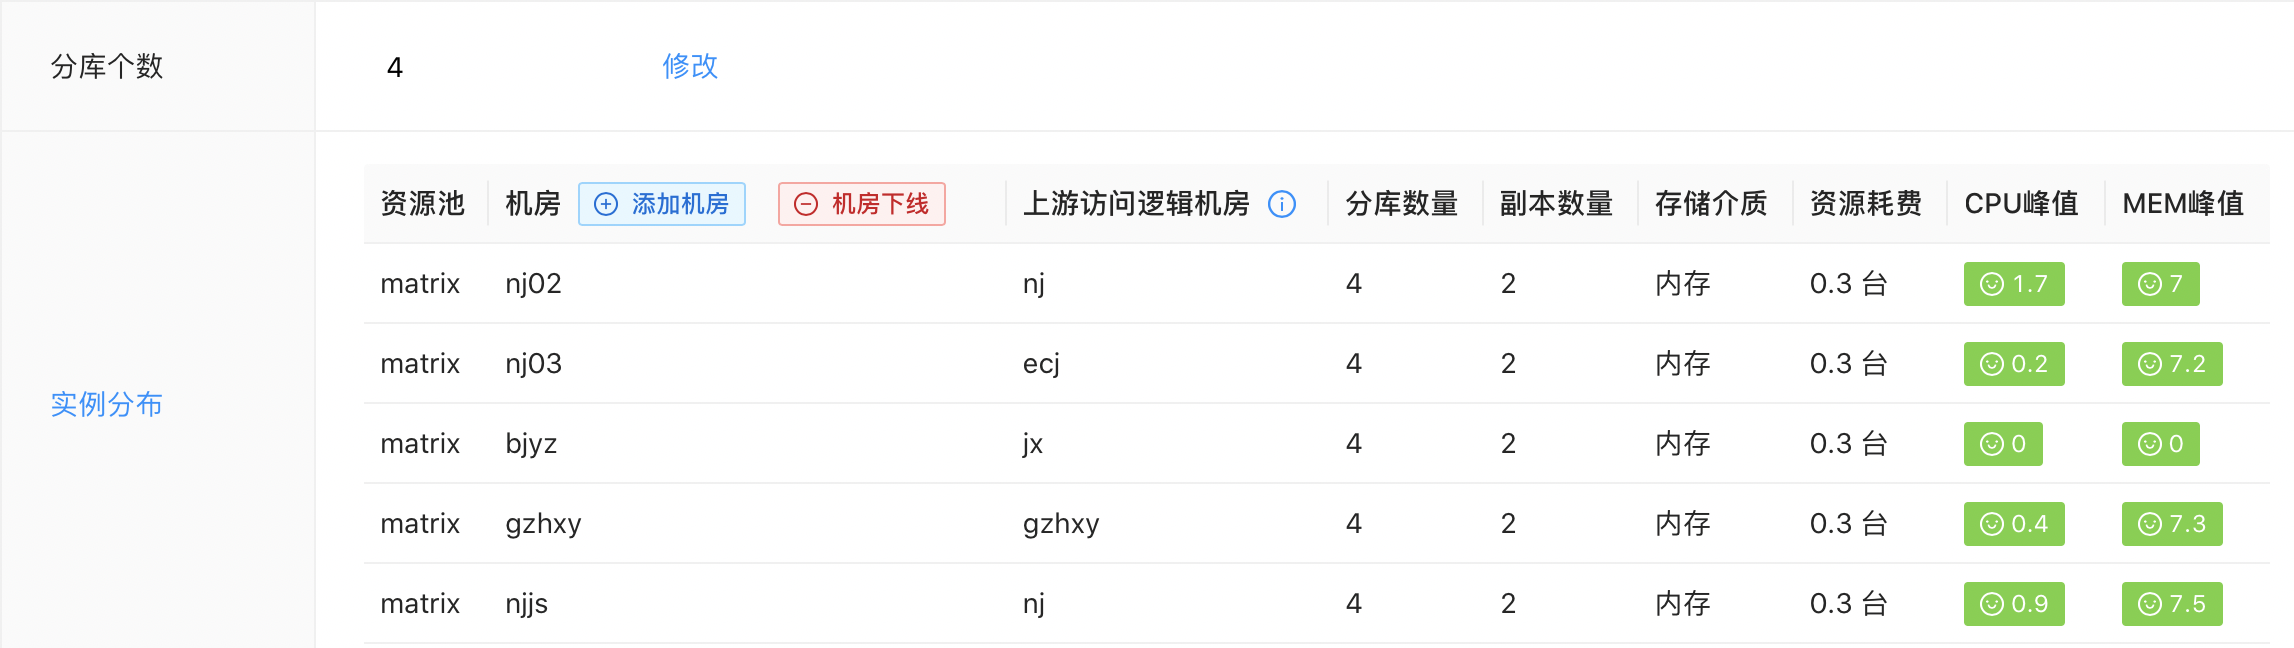 分库个数 4 修改
资源池 机房 添加机房 机房下线 上游访问逻辑机房 分库数量 副本数量 存储介质 资源耗费 CPU峰值 MEM峰值
matrix nj02 nj 4 2 内存 0.3 台 1.7 7
matrix nj03 ecj 4 2 内存 0.3 台 0.2 7.2
实例分布
matrix bjyz jx 4 2 内存 0.3 台 0 0
matrix gzhxy gzhxy 4 2 内存 0.3 台 0.4 7.3
matrix njjs nj 4 2 内存 0.3 台 0.9 7.5